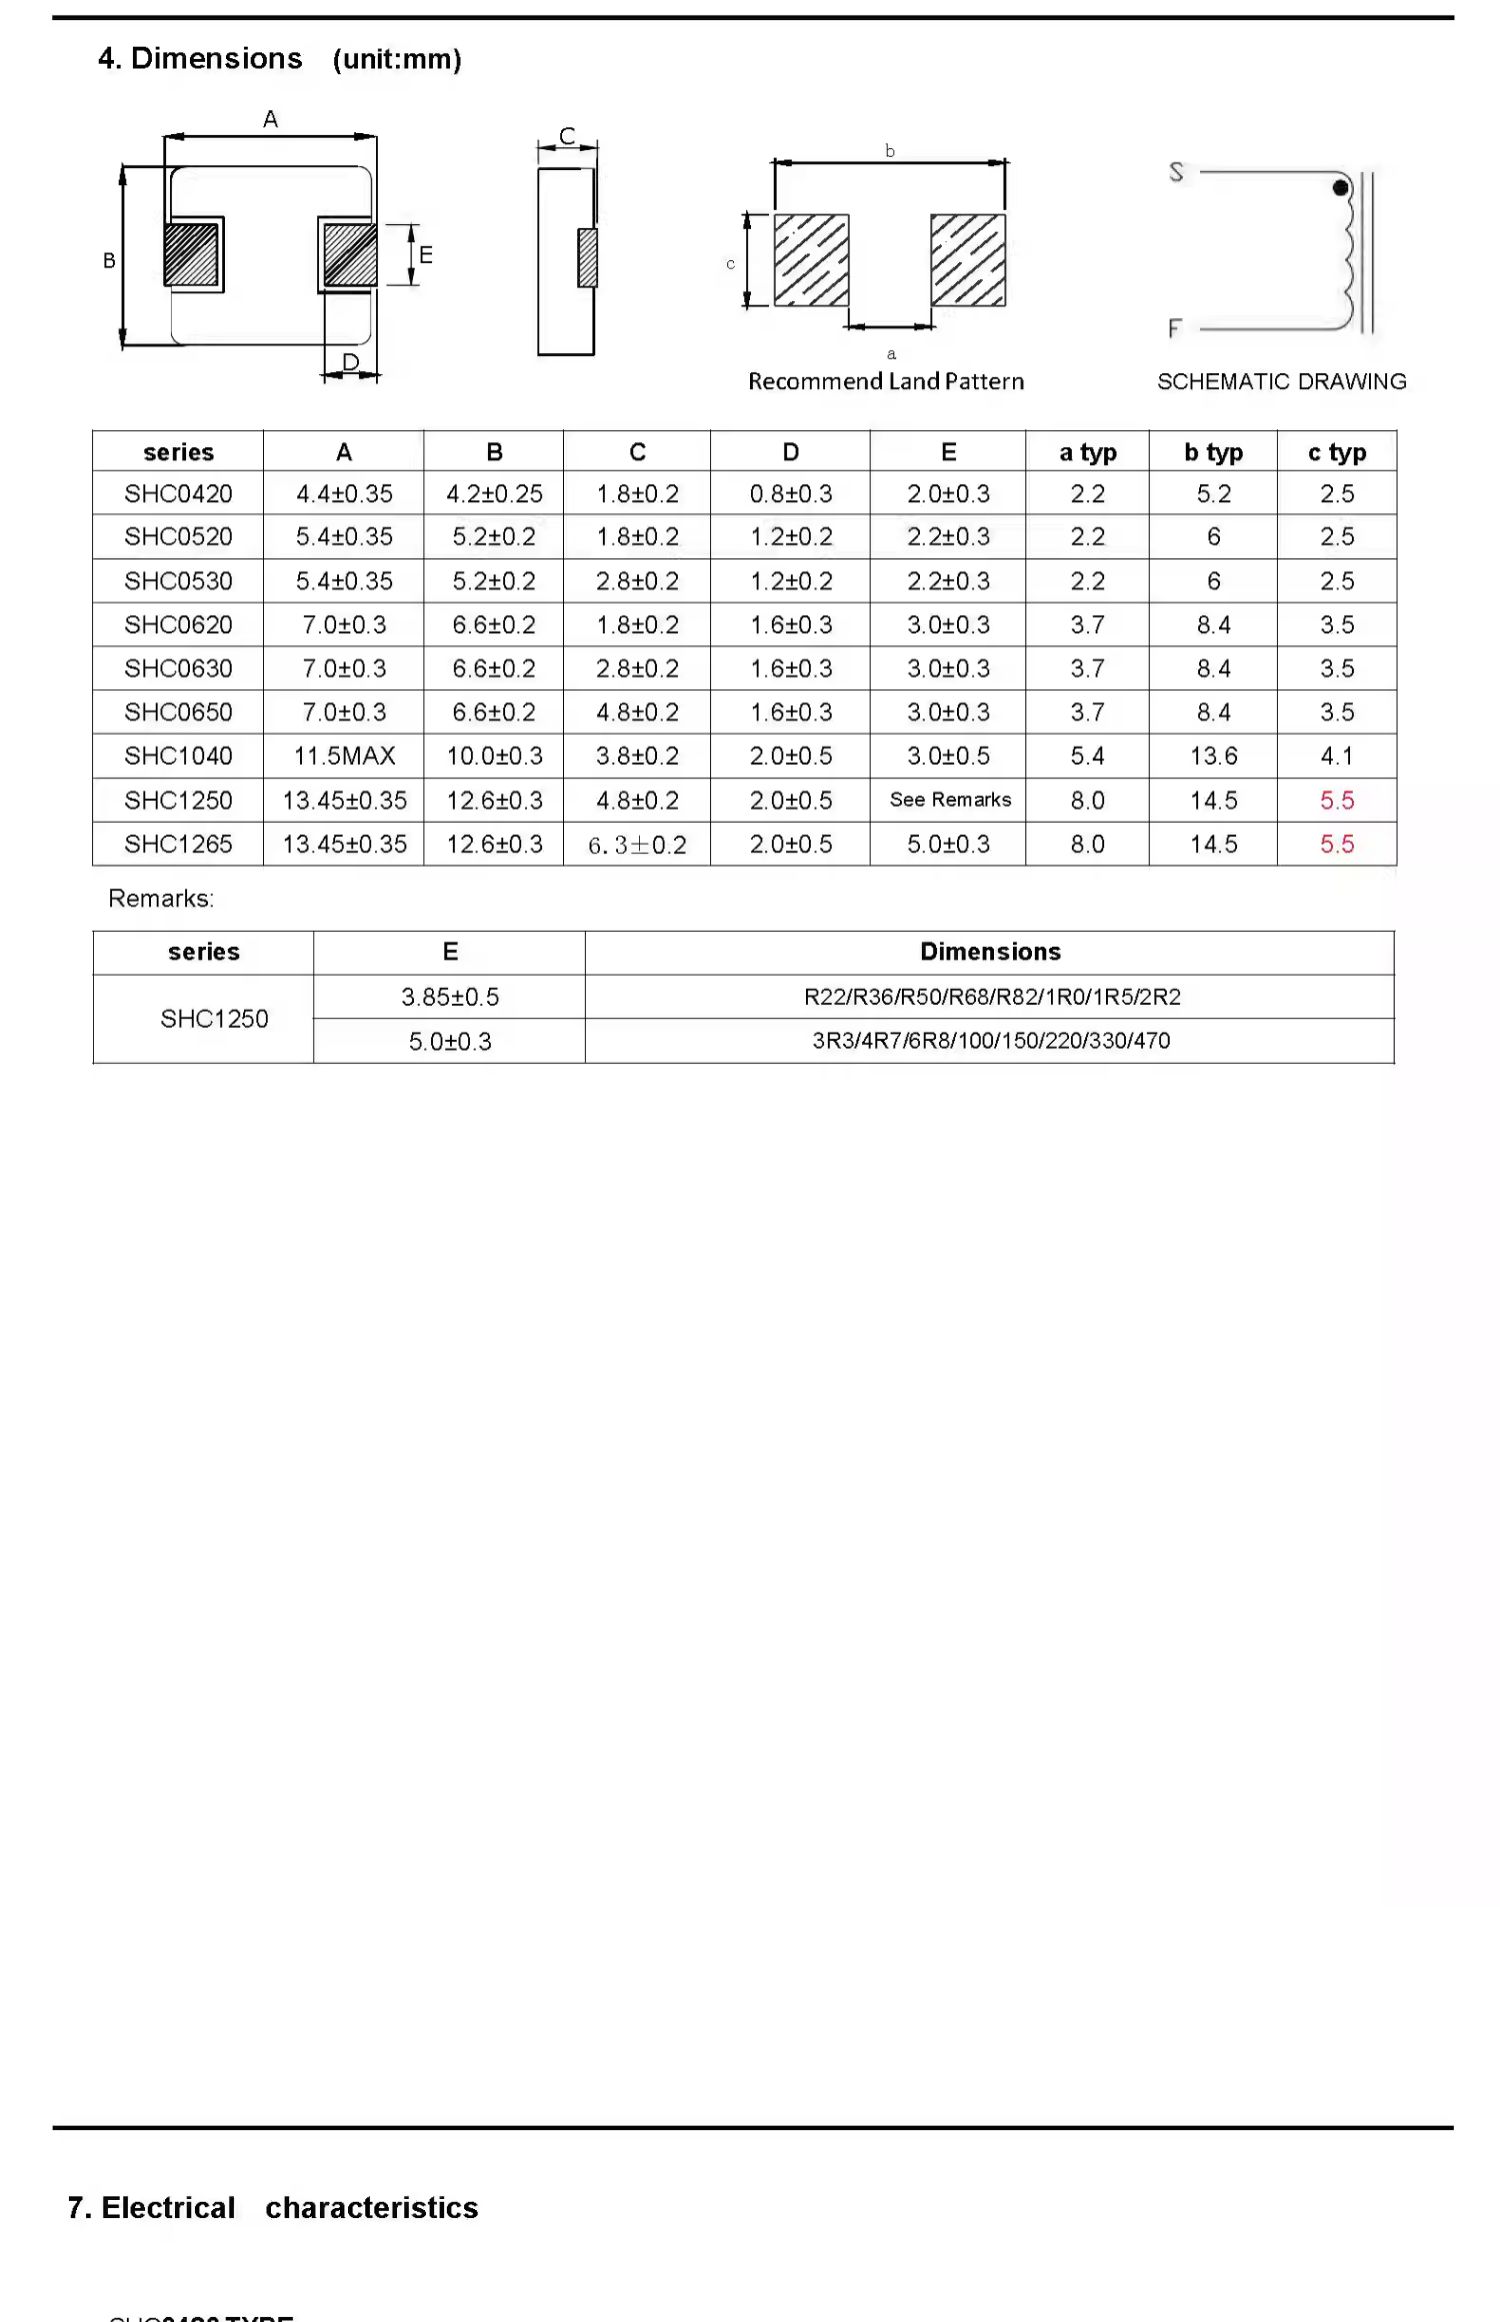 4. Dimensions (unit:mm)
A
C
b
S
B
E
c
F
D
a
Recommend Land Pattern
SCHEMATIC DRAWING
series A B C D E a typ b typ c typ
SHC0420 4.4±0.35 4.2±0.25 1.8±0.2 0.8±0.3 2.0±0.3 2.2 5.2 2.5
SHC0520 5.4±0.35 5.2±0.2 1.8±0.2 1.2±0.2 2.2±0.3 2.2 6 2.5
SHC0530 5.4±0.35 5.2±0.2 2.8±0.2 1.2±0.2 2.2±0.3 2.2 6 2.5
SHC0620 7.0±0.3 6.6±0.2 1.8±0.2 1.6±0.3 3.0±0.3 3.7 8.4 3.5
SHC0630 7.0±0.3 6.6±0.2 2.8±0.2 1.6±0.3 3.0±0.3 3.7 8.4 3.5
SHC0650 7.0±0.3 6.6±0.2 4.8±0.2 1.6±0.3 3.0±0.3 3.7 8.4 3.5
SHC1040 11.5MAX 10.0±0.3 3.8±0.2 2.0±0.5 3.0±0.5 5.4 13.6 4.1
SHC1250 13.45±0.35 12.6±0.3 4.8±0.2 2.0±0.5 See Remarks 8.0 14.5 5.5
SHC1265 13.45±0.35 12.6±0.3 6.3±0.2 2.0±0.5 5.0±0.3 8.0 14.5 5.5
Remarks:
series E Dimensions
SHC1250 3.85±0.5 R22/R36/R50/R68/R82/1R0/1R5/2R2
5.0±0.3 3R3/4R7/6R8/100/150/220/330/470
7. Electrical characteristics